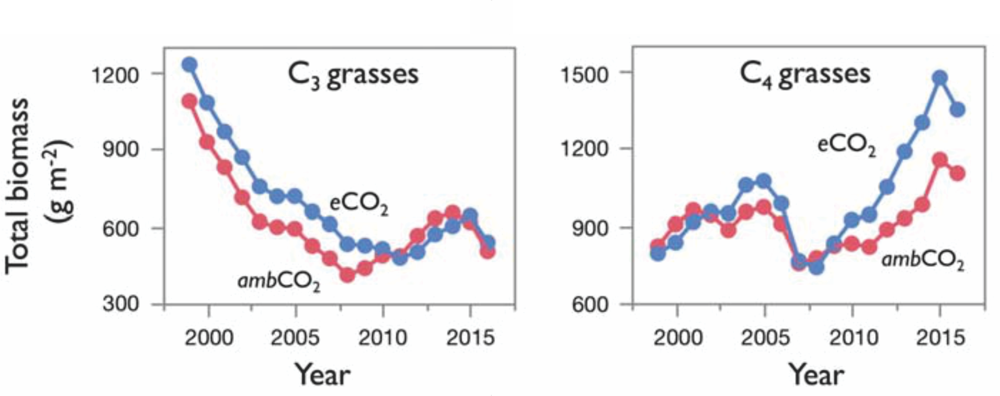 C₃ grasses
Total biomass
(g m⁻²)
1200
900
600
300
eCO₂
ambCO₂
2000 2005 2010 2015
Year
C₄ grasses
1500
1200
900
600
eCO₂
ambCO₂
2000 2005 2010 2015
Year